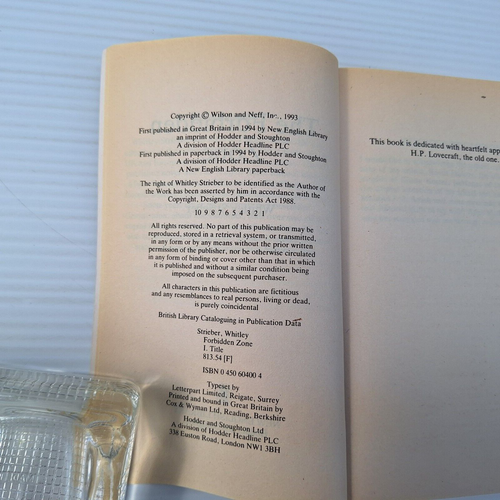 Copyright © Wilson and Neff, Inc., 1993
First published in Great Britain in 1994 by New English Library
an imprint of Hodder and Stoughton
A division of Hodder Headline PLC
First published in paperback in 1994 by Hodder and Stoughton
A division of Hodder Headline PLC
A New English Library paperback
The right of Whitley Strieber to be identified as the Author of
the Work has been asserted by him in accordance with the
Copyright, Designs and Patents Act 1988.
10 9 8 7 6 5 4 3 2 1
All rights reserved. No part of this publication may be
reproduced, stored in a retrieval system, or transmitted,
in any form or by any means without the prior written
permission of the publisher, nor be otherwise circulated
in any form of binding or cover other than that in which
it is published and without a similar condition being
imposed on the subsequent purchaser.
All characters in this publication are fictitious
and any resemblances to real persons, living or dead,
is purely coincidental
British Library Cataloguing in Publication Data
Strieber, Whitley
Forbidden Zone
I. Title
813.54 [F]
ISBN 0 450 60400 4
Typeset by
Letterpart Limited, Reigate, Surrey
Printed and bound in Great Britain by
Cox & Wyman Ltd, Reading, Berkshire
Hodder and Stoughton Ltd
A division of Hodder Headline PLC
338 Euston Road, London NW1 3BH
This book is dedicated with heartfelt app
H.P. Lovecraft, the old one.